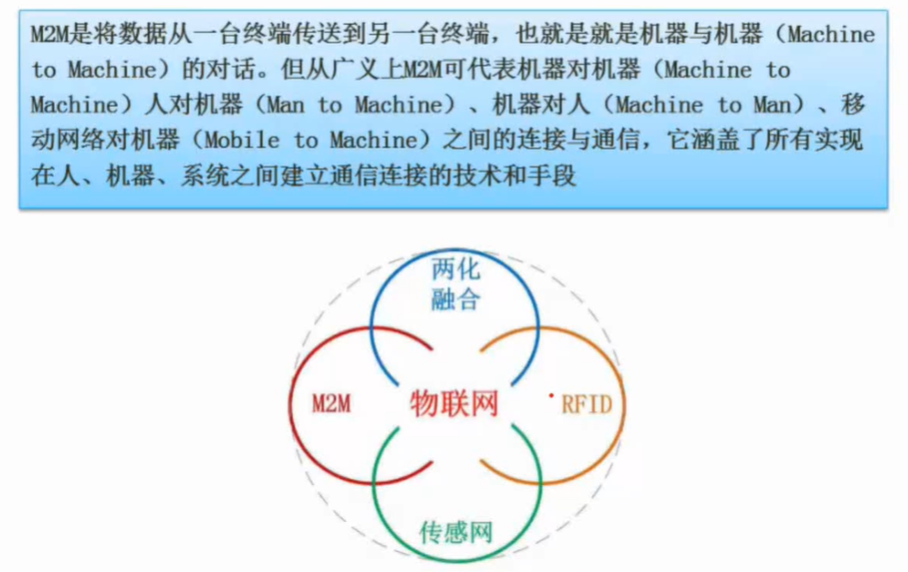 M2M是将数据从一台终端传送到另一台终端，也就是就是机器与机器（Machine
to Machine）的对话。但从广义上M2M可代表机器对机器（Machine to
Machine）人对机器（Man to Machine）、机器对人（Machine to Man）、移
动网络对机器（Mobile to Machine）之间的连接与通信，它涵盖了所有实现
在人、机器、系统之间建立通信连接的技术和手段
两化
融合
M2M
物联网
RFID
传感网